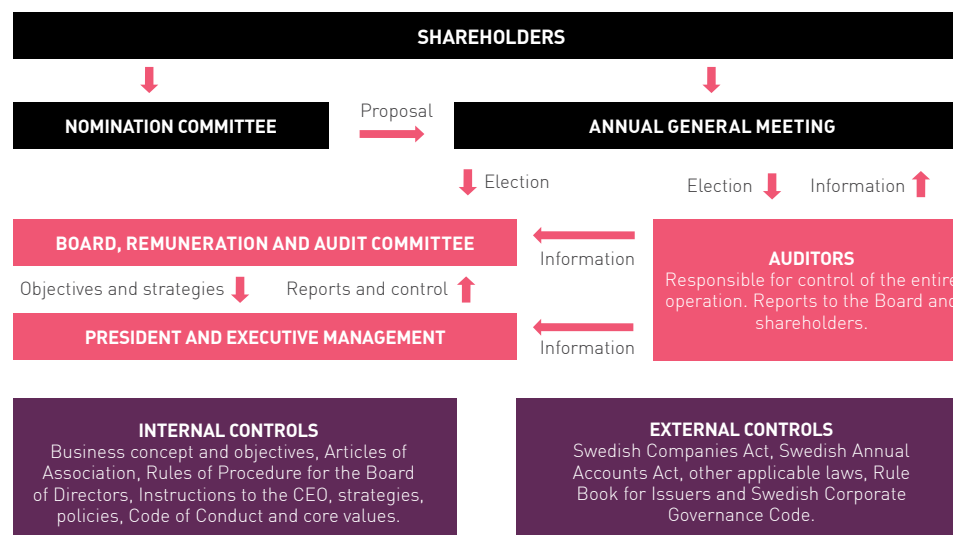 SHAREHOLDERS
NOMINATION COMMITTEE
Proposal
ANNUAL GENERAL MEETING
Election
Election
Information
BOARD, REMUNERATION AND AUDIT COMMITTEE
Information
AUDITORS
Responsible for control of the entire
operation. Reports to the Board and
shareholders.
Objectives and strategies
Reports and control
PRESIDENT AND EXECUTIVE MANAGEMENT
Information
INTERNAL CONTROLS
Business concept and objectives, Articles of
Association, Rules of Procedure for the Board
of Directors, Instructions to the CEO, strategies,
policies, Code of Conduct and core values.
EXTERNAL CONTROLS
Swedish Companies Act, Swedish Annual
Accounts Act, other applicable laws, Rule
Book for Issuers and Swedish Corporate
Governance Code.